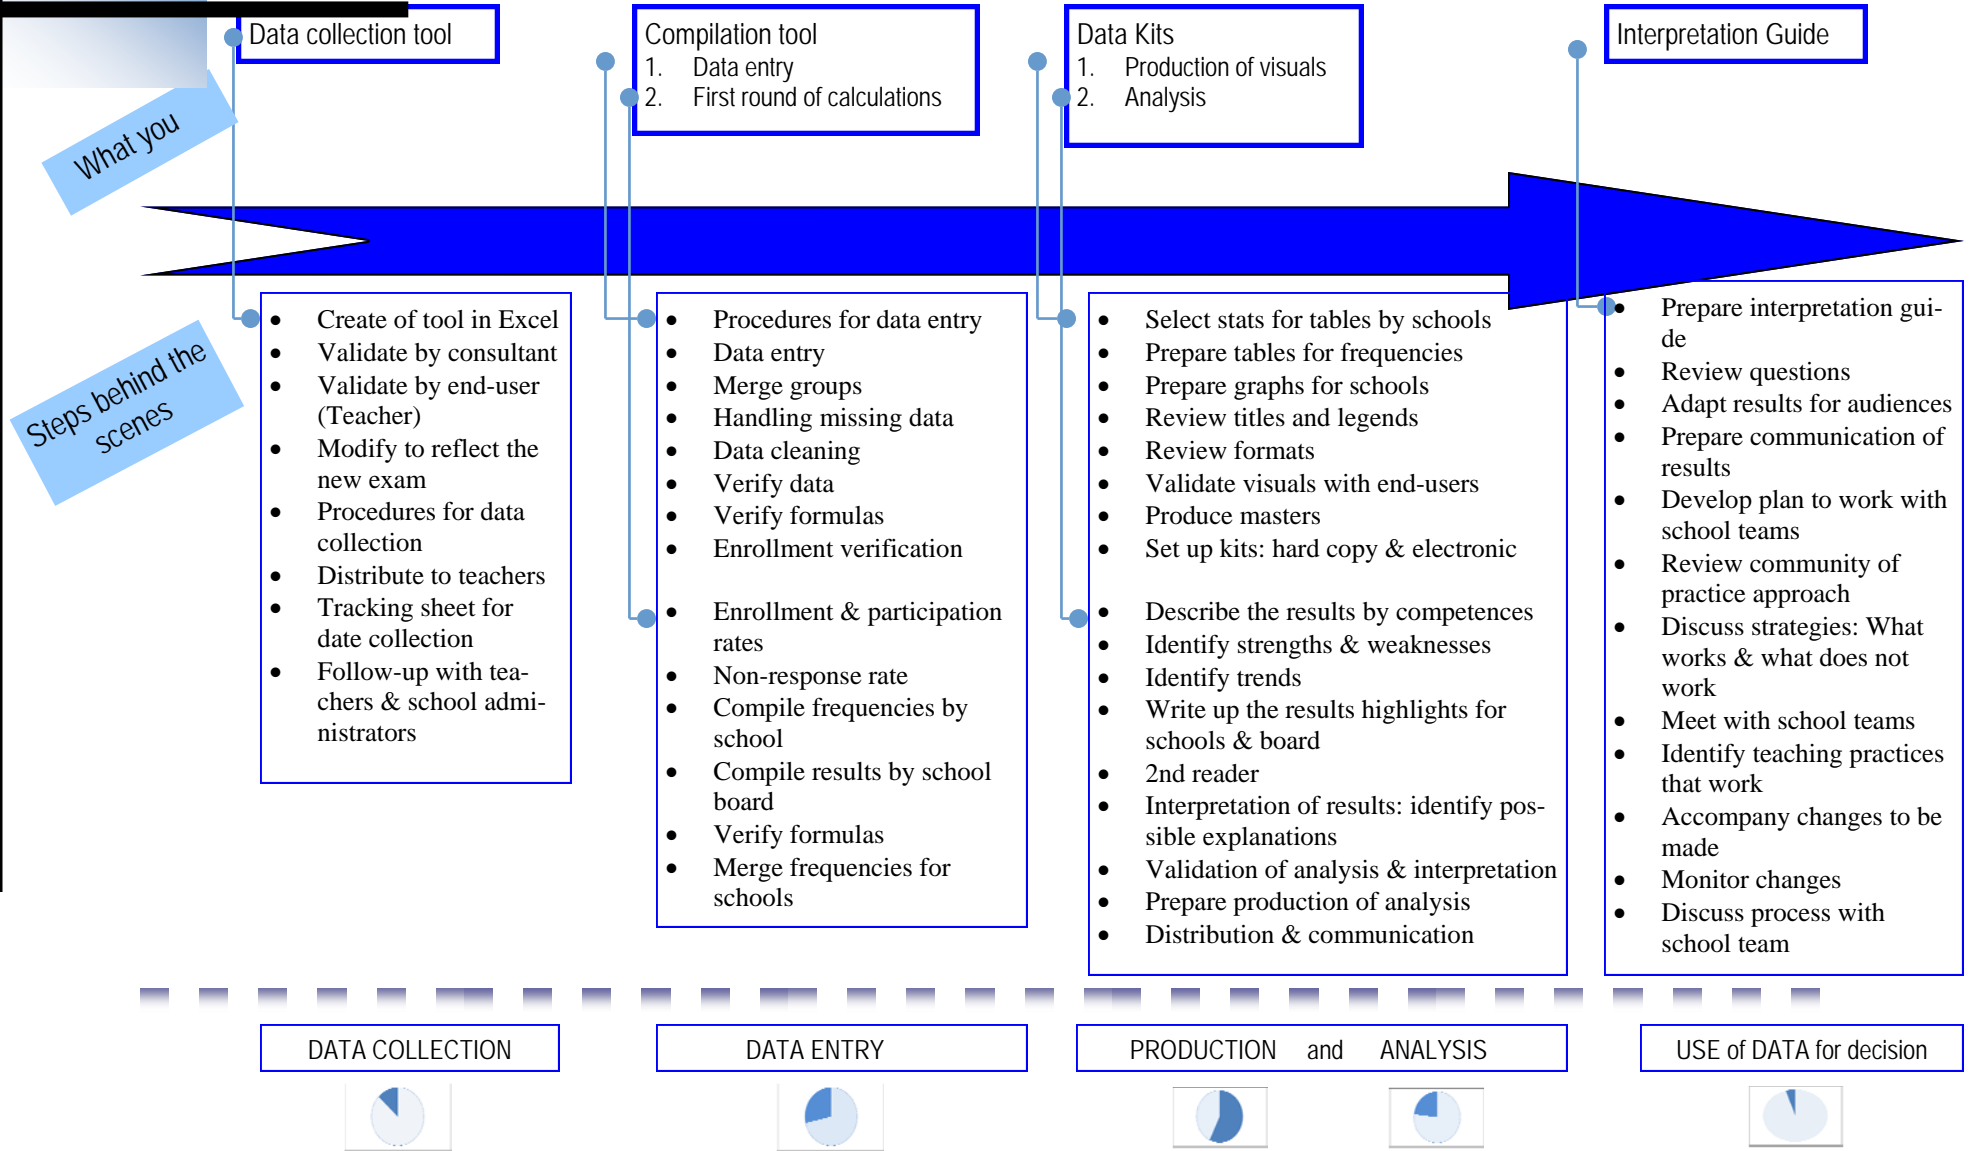 Data collection tool
Compilation tool
1. Data entry
2. First round of calculations
Data Kits
1. Production of visuals
2. Analysis
Interpretation Guide
What you
Steps behind the
scenes
• Create of tool in Excel
• Validate by consultant
• Validate by end-user
(Teacher)
• Modify to reflect the
new exam
• Procedures for data
collection
• Distribute to teachers
• Tracking sheet for
date collection
• Follow-up with tea-
chers & school admi-
nistrators
• Procedures for data entry
• Data entry
• Merge groups
• Handling missing data
• Data cleaning
• Verify data
• Verify formulas
• Enrollment verification
• Enrollment & participation
rates
• Non-response rate
• Compile frequencies by
school
• Compile results by school
board
• Verify formulas
• Merge frequencies for
schools
• Select stats for tables by schools
• Prepare tables for frequencies
• Prepare graphs for schools
• Review titles and legends
• Review formats
• Validate visuals with end-users
• Produce masters
• Set up kits: hard copy & electronic
• Describe the results by competences
• Identify strengths & weaknesses
• Identify trends
• Write up the results highlights for
schools & board
• 2nd reader
• Interpretation of results: identify pos-
sible explanations
• Validation of analysis & interpretation
• Prepare production of analysis
• Distribution & communication
• Prepare interpretation gui-
de
• Review questions
• Adapt results for audiences
• Prepare communication of
results
• Develop plan to work with
school teams
• Review community of
practice approach
• Discuss strategies: What
works & what does not
work
• Meet with school teams
• Identify teaching practices
that work
• Accompany changes to be
made
• Monitor changes
• Discuss process with
school team
DATA COLLECTION
DATA ENTRY
PRODUCTION and ANALYSIS
USE of DATA for decision